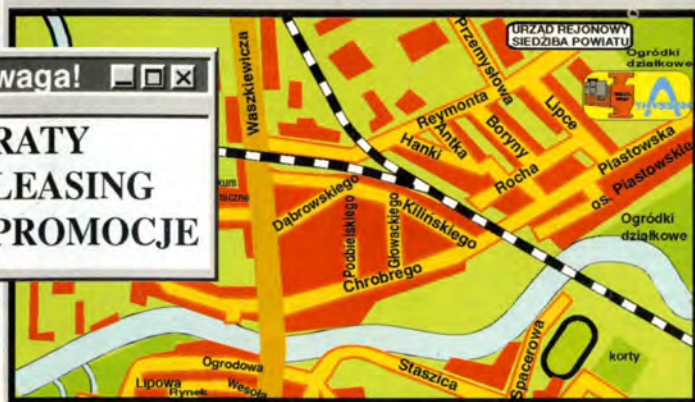 waga!
RATY
LEASING
PROMOCJE
URZĄD REJONOWY
SIEDZIBA POWIATU
Ogródki
działkowe
Waszkiewicza
Przemysłowa
Reymonta
Hanki
Antka
Boryny
Lipce
Rocha
Piastowska
os. Piastowskie
Dąbrowskiego
Podbielskiego
Głowackiego
Kilińskiego
Chrobrego
Ogródki
działkowe
Spacerowa
korty
Staszica
Ogrodowa
Lipowa
Rynek
Wesoła